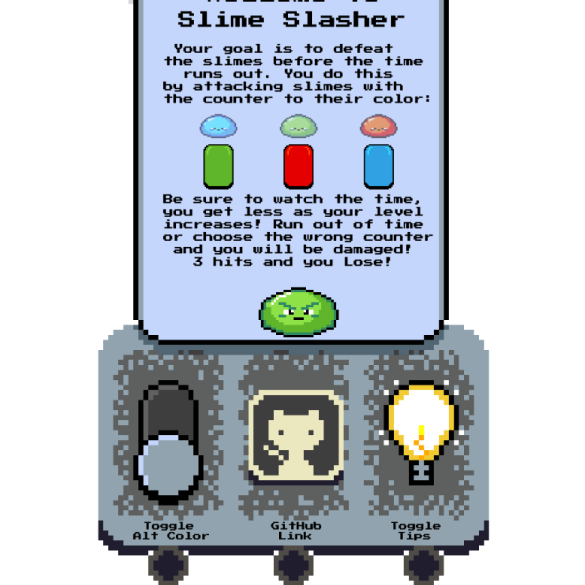 Slime Slasher
Your goal is to defeat
the slimes before the time
runs out. You do this
by attacking slimes with
the counter to their color:
Be sure to watch the time,
you get less as your level
increases! Run out of time
or choose the wrong counter
and you will be damaged!
3 hits and you Lose!
Toggle
Alt Color
GitHub
Link
Toggle
Tips